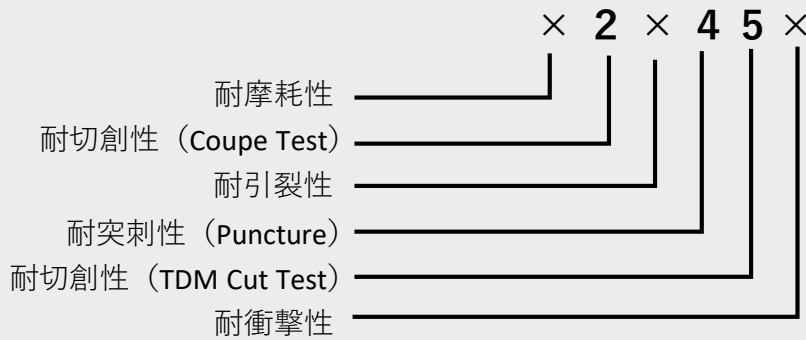 × 2 × 4 5 ×
耐摩耗性
耐切創性（Coupe Test）
耐引裂性
耐突刺性（Puncture）
耐切創性（TDM Cut Test）
耐衝撃性